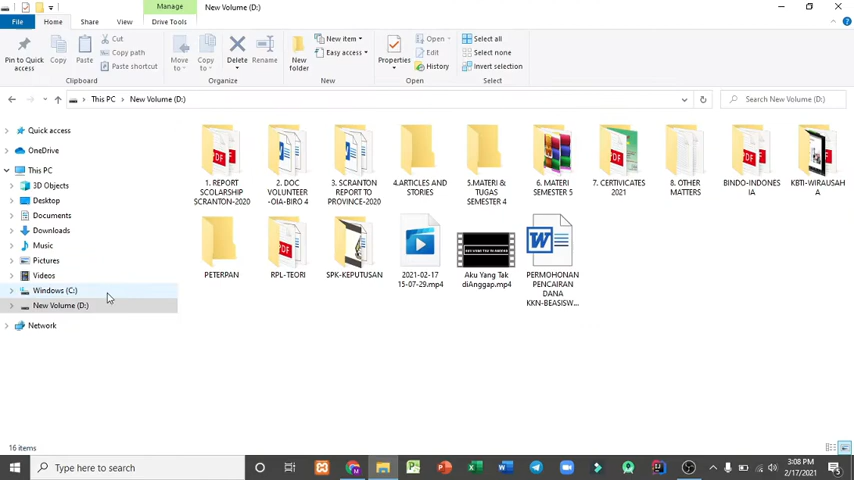 Manage
New Volume (D:)
File
Home
Share
View
Drive Tools
Pin to Quick
access
Copy
Paste
Cut
Copy path
Paste shortcut
Clipboard
Move
to
Copy
to
Delete
Rename
Organize
New
folder
New item
Easy access
New
Properties
Open
Edit
History
Open
Select all
Select none
Invert selection
Select
This PC
New Volume (D:)
Search New Volume (D:)
Quick access
OneDrive
This PC
3D Objects
Desktop
Documents
Downloads
Music
Pictures
Videos
Windows (C:)
New Volume (D:)
Network
1. REPORT
SCOLARSHIP
SCRANTON-2020
2. DOC
VOLUNTEER
-OIA-BIRO 4
3. SCRANTON
REPORT TO
PROVINCE-2020
4.ARTICLES AND
STORIES
5.MATERI &
TUGAS
SEMESTER 4
6. MATERI
SEMESTER 5
7. CERTIVICATES
2021
8. OTHER
MATTERS
BINDO-INDONES
IA
KBTI-WIRAUSAH
A
PETERPAN
RPL-TEORI
SPK-KEPUTUSAN
2021-02-17
15-07-29.mp4
Aku Yang Tak
diAnggap.mp4
PERMOHONAN
PENCAIRAN
DANA
KKN-BEASISW...
16 items
Type here to search
3:08 PM
2/17/2021